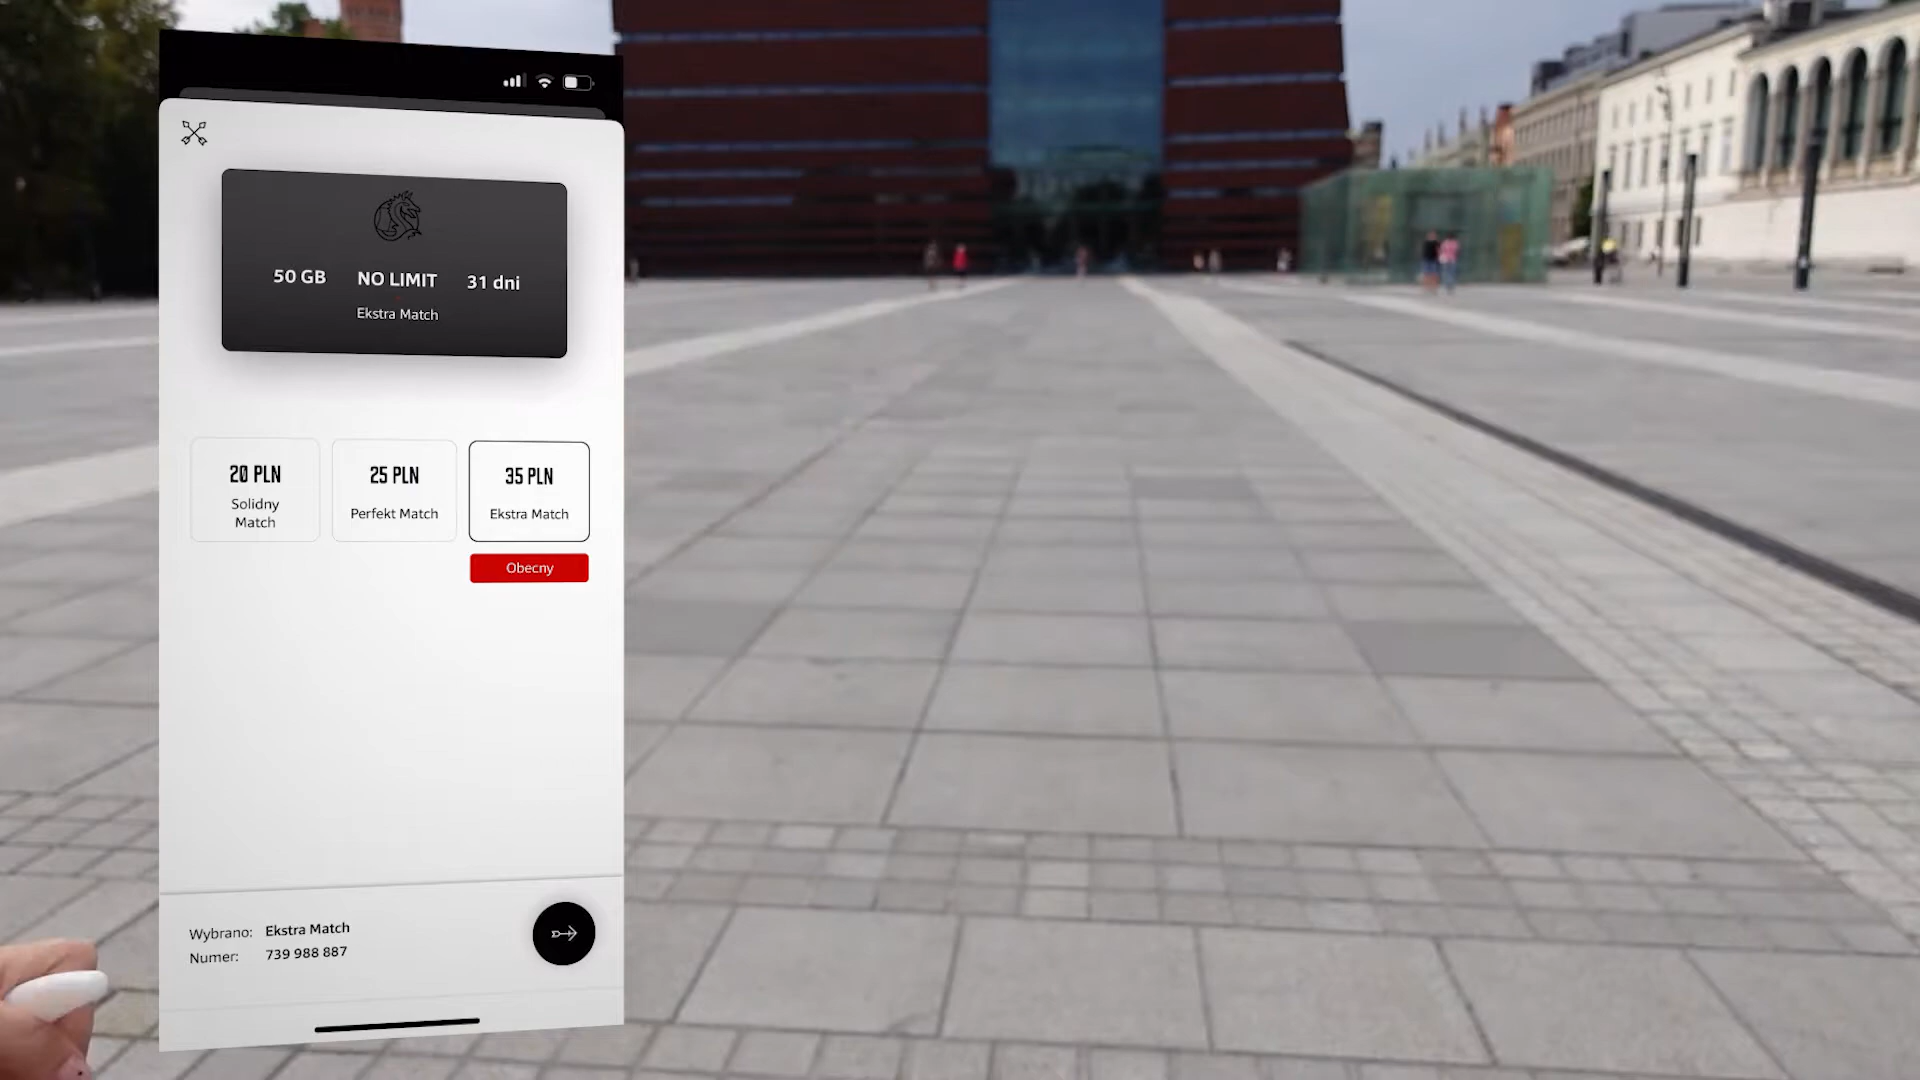 50 GB NO LIMIT 31 dni
Ekstra Match
20 PLN
Solidny
Match
25 PLN
Perfekt Match
35 PLN
Ekstra Match
Obecny
Wybrano: Ekstra Match
Numer: 739 988 887